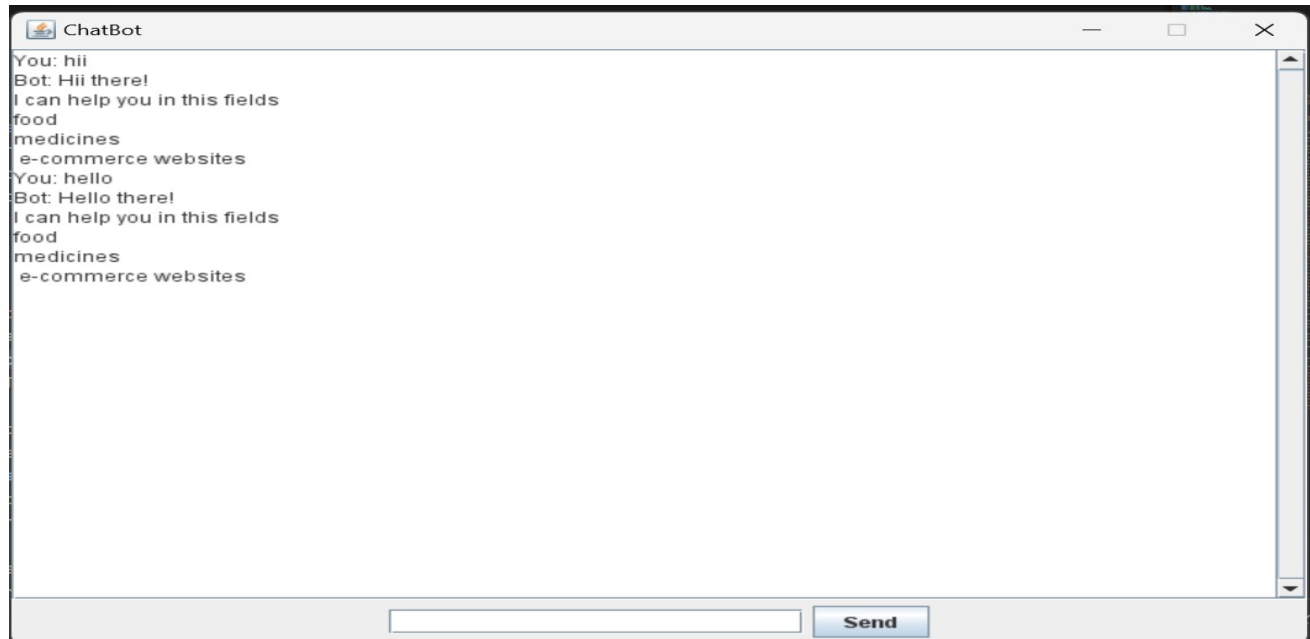 ChatBot
You: hii
Bot: Hii there!
I can help you in this fields
food
medicines
e-commerce websites
You: hello
Bot: Hello there!
I can help you in this fields
food
medicines
e-commerce websites
Send